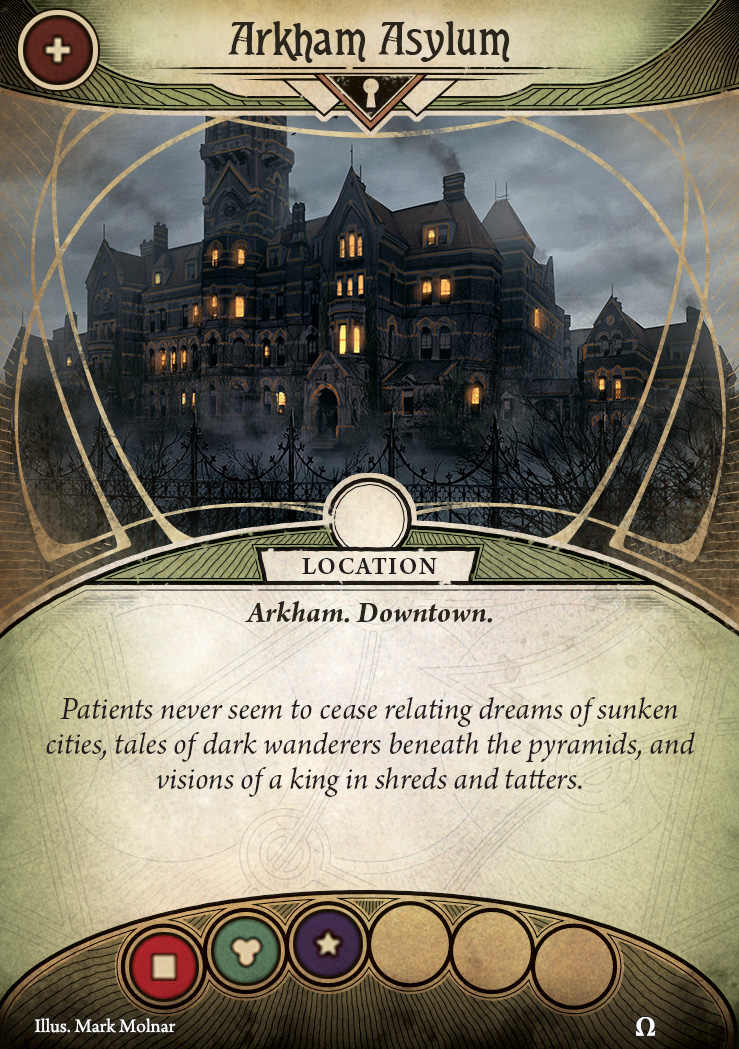 Arkham Asylum
LOCATION
Arkham. Downtown.
Patients never seem to cease relating dreams of sunken
cities, tales of dark wanderers beneath the pyramids, and
visions of a king in shreds and tatters.
Illus. Mark Molnar
Ω